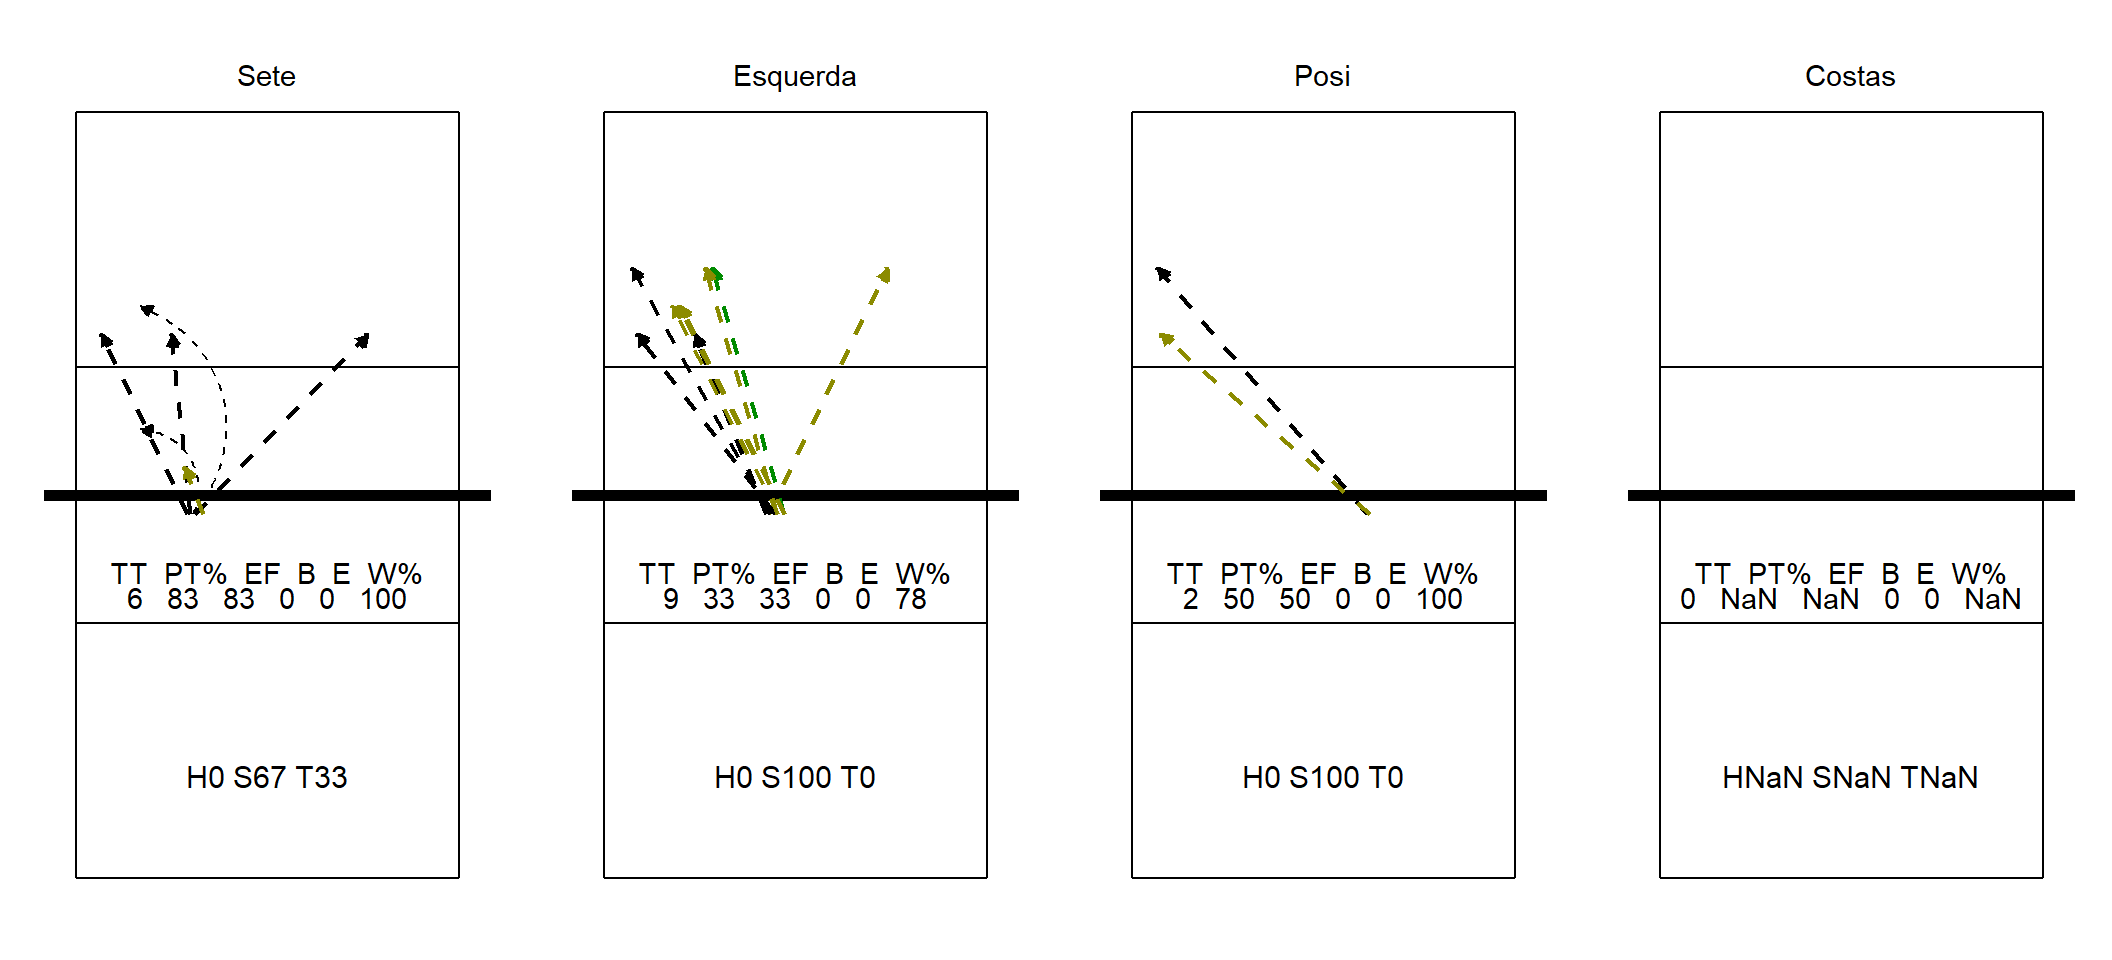 Sete
TT PT% EF B E W%
6 83 83 0 0 100
H0 S67 T33
Esquerda
TT PT% EF B E W%
9 33 33 0 0 78
H0 S100 T0
Posi
TT PT% EF B E W%
2 50 50 0 0 100
H0 S100 T0
Costas
TT PT% EF B E W%
0 NaN NaN 0 0 NaN
HNaN SNaN TNaN